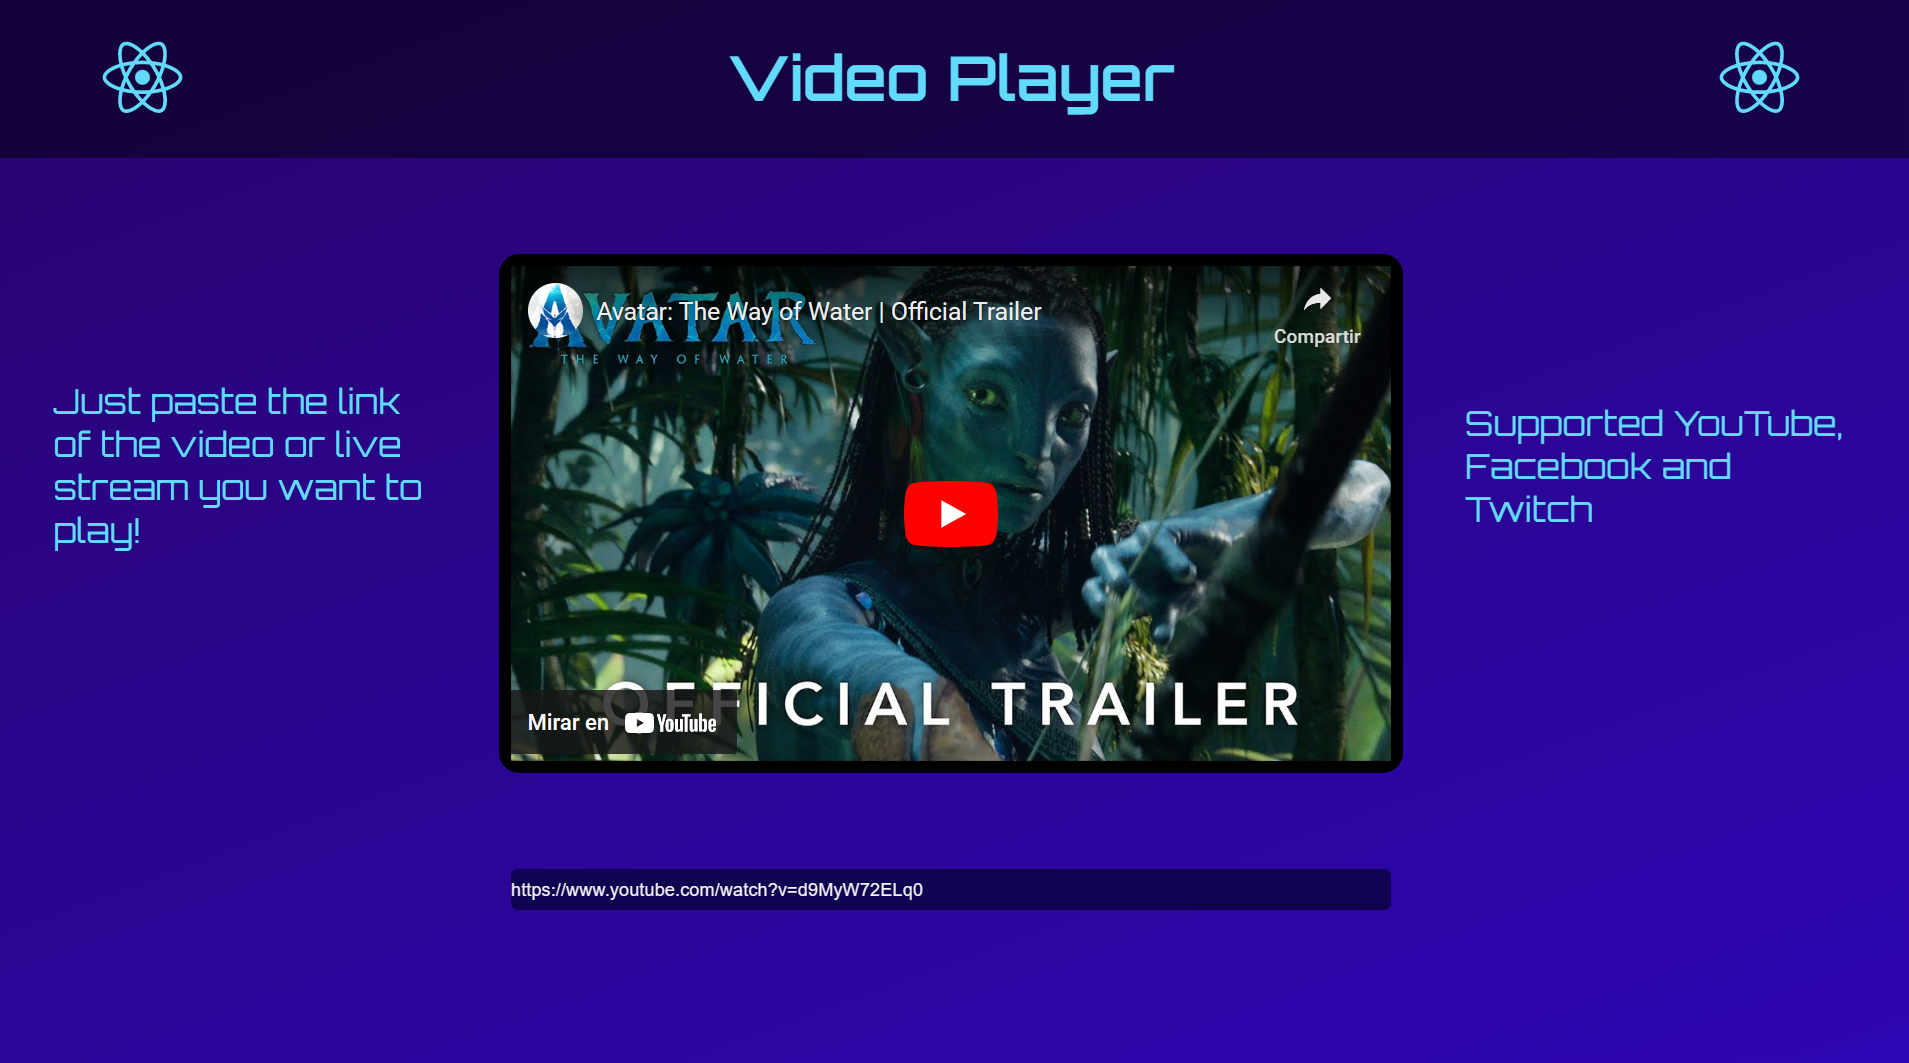 Video Player
Just paste the link
of the video or live
stream you want to
play!
AVATAR
THE WAY OF WATER
Avatar: The Way of Water | Official Trailer
Compartir
OFFICIAL TRAILER
Mirar en YouTube
Supported YouTube,
Facebook and
Twitch
https://www.youtube.com/watch?v=d9MyW72ELq0